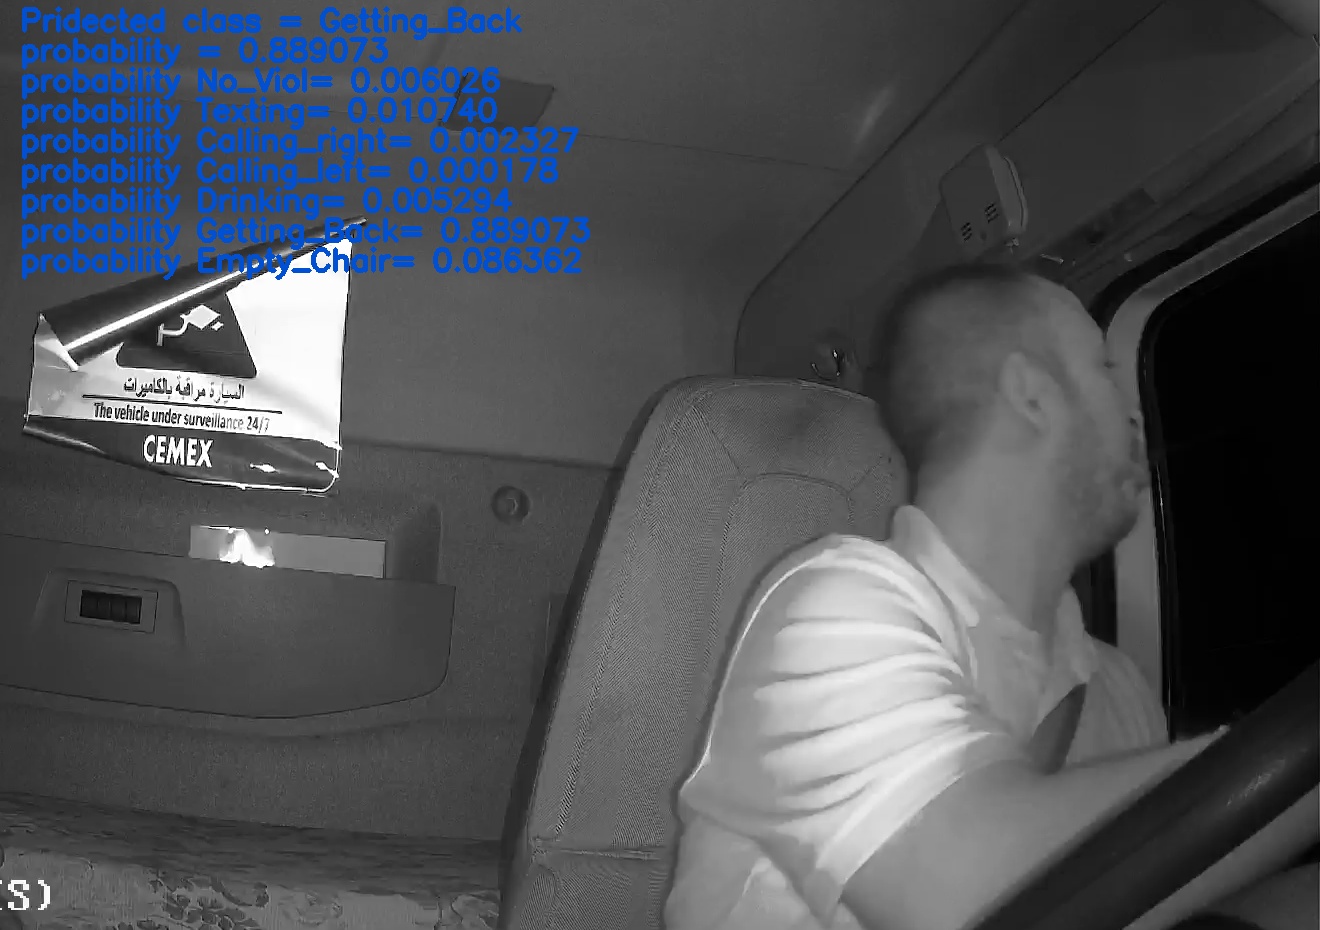 Pridected class = Getting_Back
probability = 0.889073
probability No_Viol= 0.006026
probability Texting= 0.010740
probability Calling_right= 0.002327
probability Calling_left= 0.000178
probability Drinking= 0.005294
probability Getting_Back= 0.889073
probability Empty_Chair= 0.086362
السيارة مراقبة بالكاميرات
The vehicle under surveillance 24/7
CEMEX
S)